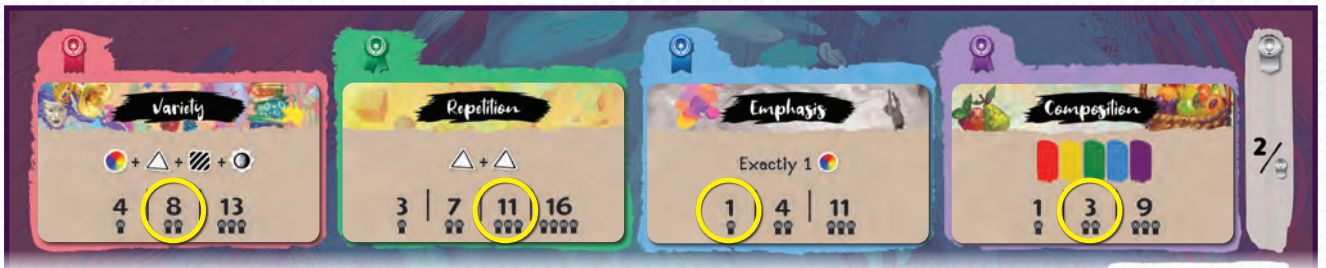 Variety
+ + +
4 | 8 | 13
Repetition
+
3 | 7 | 11 | 16
Emphasis
Exactly 1
1 | 4 | 11
Composition
1 | 3 | 9
2/